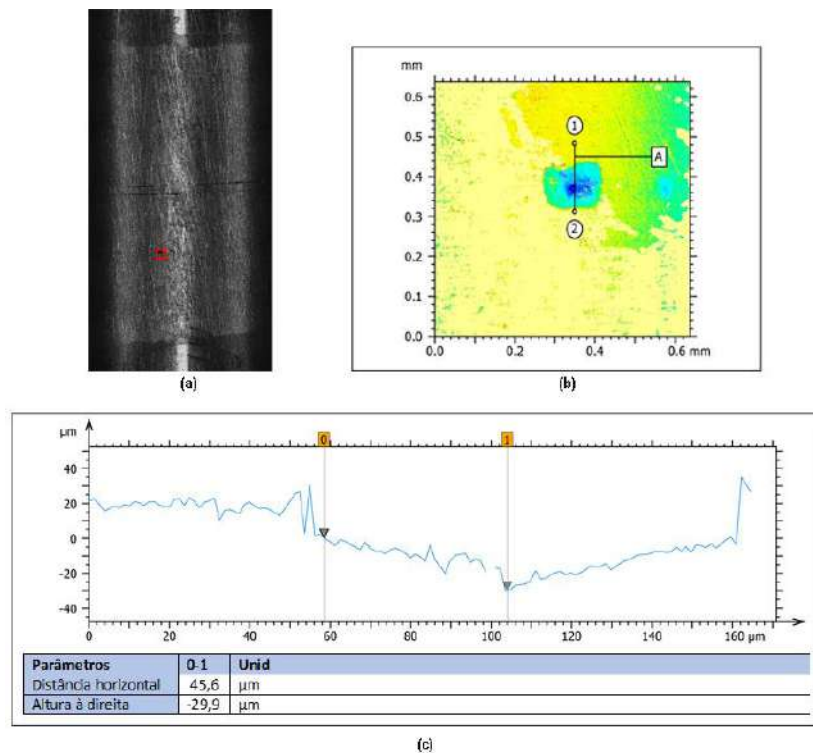 (a)
mm
0.6
0.5
0.4
0.3
0.2
0.1
0.0
0.0 0.2 0.4 0.6 mm
1
A
2
(b)
µm
0 1
40
20
0
-20
-40
0 20 40 60 80 100 120 140 160 µm
Parâmetros 0-1 Unid
Distância horizontal 45,6 µm
Altura à direita -29,9 µm
(c)